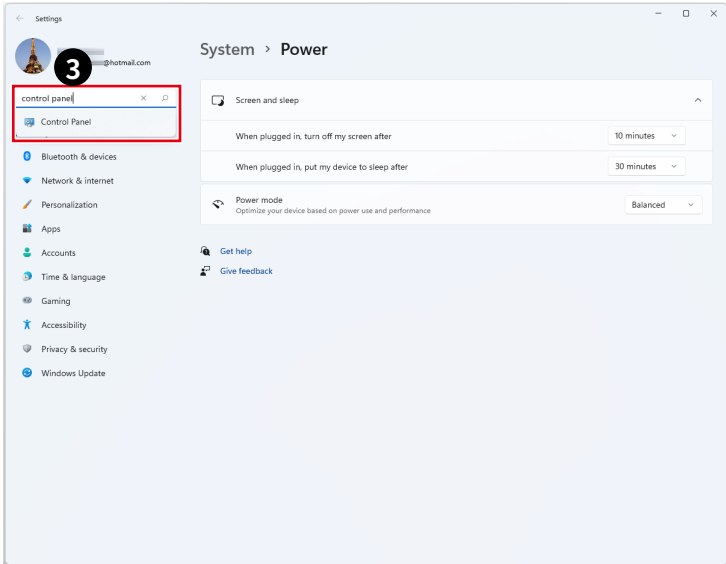 Settings
3
@hotmail.com
control panel
Control Panel
Bluetooth & devices
Network & internet
Personalization
Apps
Accounts
Time & language
Gaming
Accessibility
Privacy & security
Windows Update
System > Power
Screen and sleep
When plugged in, turn off my screen after 10 minutes
When plugged in, put my device to sleep after 30 minutes
Power mode
Optimize your device based on power use and performance
Balanced
Get help
Give feedback